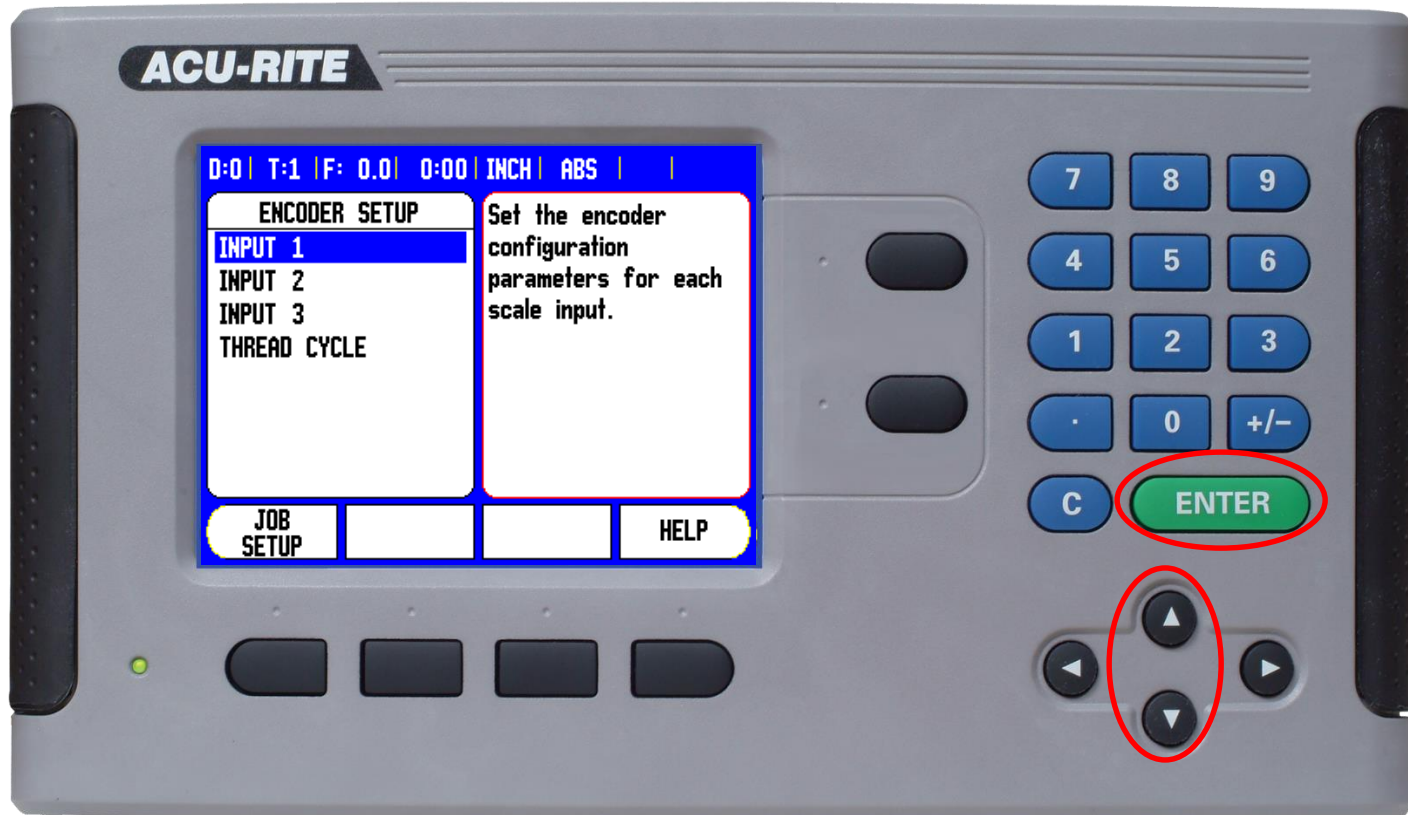 ACU-RITE
D:0| T:1 |F: 0.0| 0:00|INCH| ABS | |
ENCODER SETUP
INPUT 1
INPUT 2
INPUT 3
THREAD CYCLE
Set the encoder
configuration
parameters for each
scale input.
JOB
SETUP
HELP
7 8 9
4 5 6
1 2 3
. 0 +/-
C ENTER